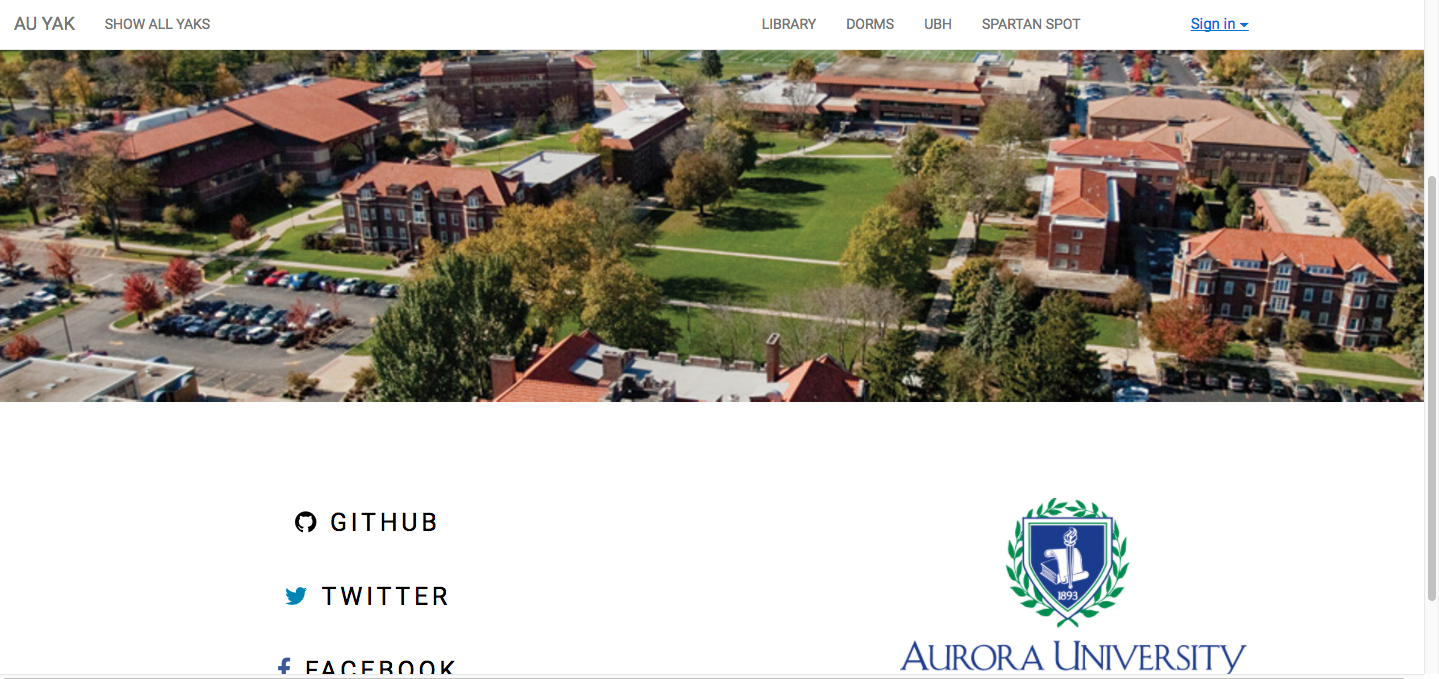 AU YAK SHOW ALL YAKS LIBRARY DORMS UBH SPARTAN SPOT Sign in
GITHUB
TWITTER
FACEBOOK
1893
AURORA UNIVERSITY